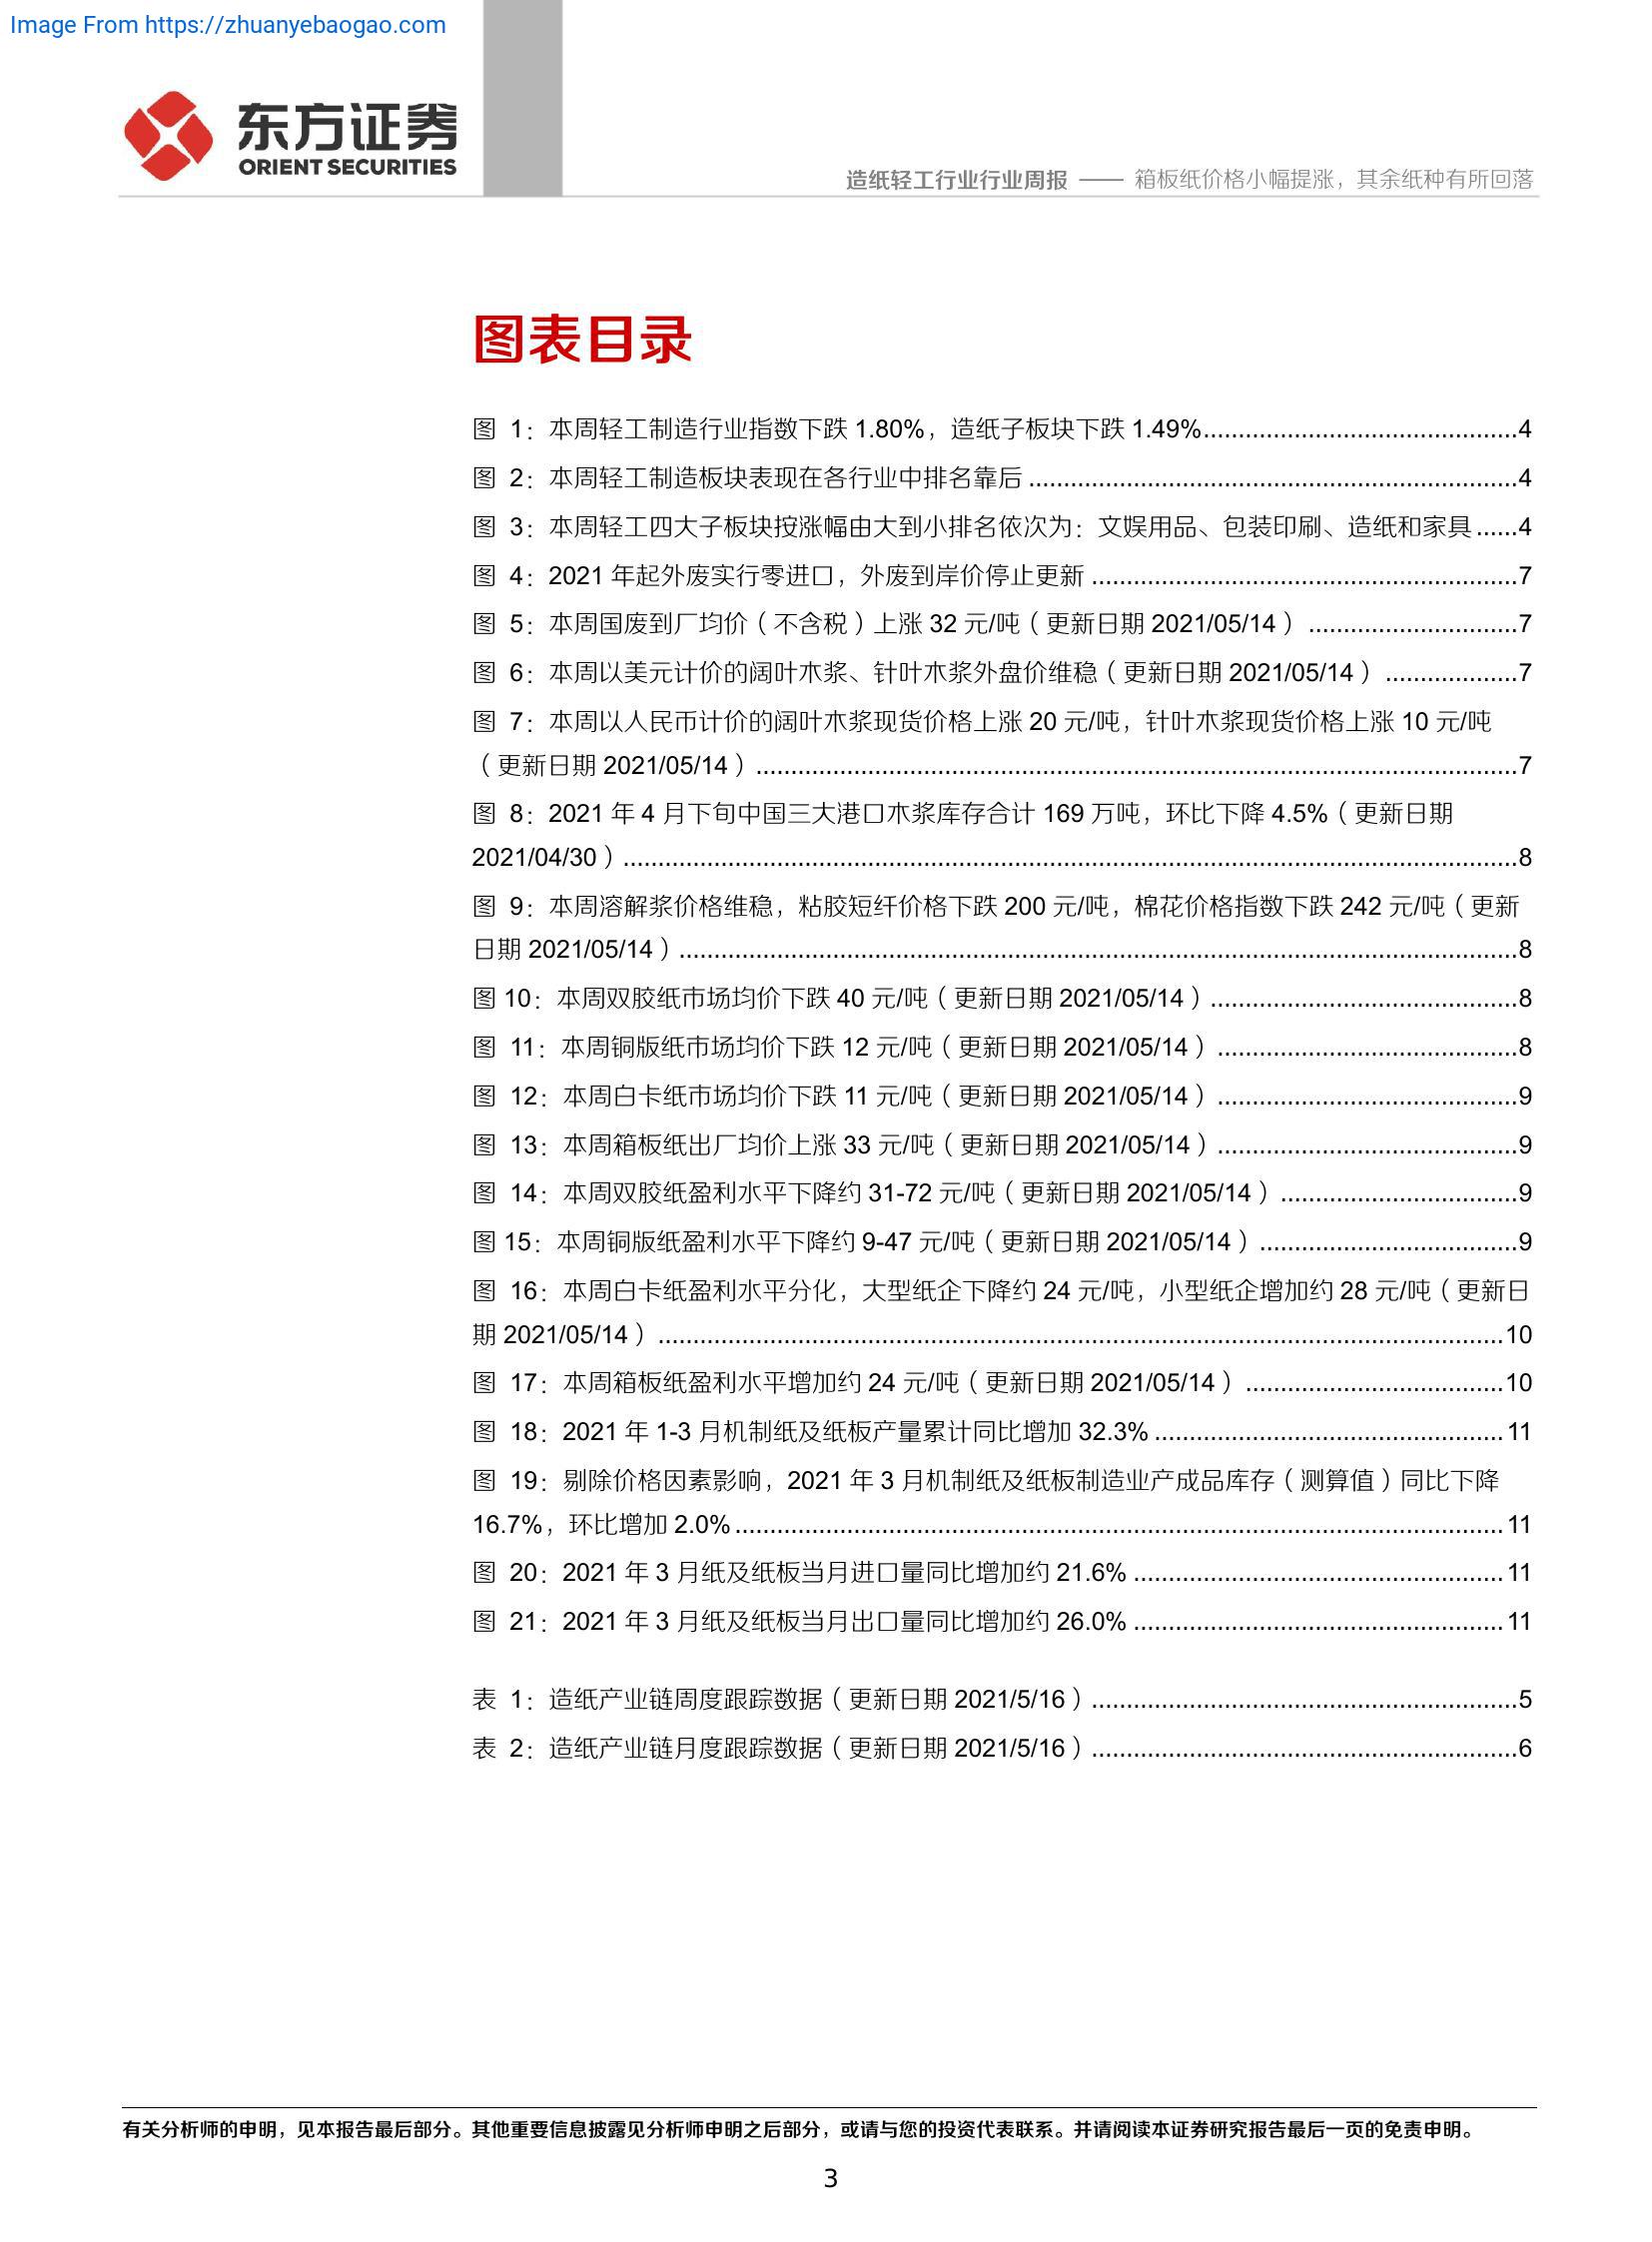 Image From https://zhuanyebaogao.com
东方证券
ORIENT SECURITIES
造纸轻工行业行业周报 —— 箱板纸价格小幅提涨，其余纸种有所回落
图表目录
图 1：本周轻工制造行业指数下跌 1.80%，造纸子板块下跌 1.49%.............................................4
图 2：本周轻工制造板块表现在各行业中排名靠后 ......................................................................4
图 3：本周轻工四大子板块按涨幅由大到小排名依次为：文娱用品、包装印刷、造纸和家具 ......4
图 4：2021 年起外废实行零进口，外废到岸价停止更新 .............................................................7
图 5：本周国废到厂均价（不含税）上涨 32 元/吨（更新日期 2021/05/14） ..............................7
图 6：本周以美元计价的阔叶木浆、针叶木浆外盘价维稳（更新日期 2021/05/14） ...................7
图 7：本周以人民币计价的阔叶木浆现货价格上涨 20 元/吨，针叶木浆现货价格上涨 10 元/吨
（更新日期 2021/05/14）.............................................................................................................7
图 8：2021 年 4 月下旬中国三大港口木浆库存合计 169 万吨，环比下降 4.5%（更新日期
2021/04/30）................................................................................................................................8
图 9：本周溶解浆价格维稳，粘胶短纤价格下跌 200 元/吨，棉花价格指数下跌 242 元/吨（更新
日期 2021/05/14）........................................................................................................................8
图 10：本周双胶纸市场均价下跌 40 元/吨（更新日期 2021/05/14）............................................8
图 11：本周铜版纸市场均价下跌 12 元/吨（更新日期 2021/05/14） ...........................................8
图 12：本周白卡纸市场均价下跌 11 元/吨（更新日期 2021/05/14） ...........................................9
图 13：本周箱板纸出厂均价上涨 33 元/吨（更新日期 2021/05/14） ...........................................9
图 14：本周双胶纸盈利水平下降约 31-72 元/吨（更新日期 2021/05/14） ..................................9
图 15：本周铜版纸盈利水平下降约 9-47 元/吨（更新日期 2021/05/14） .....................................9
图 16：本周白卡纸盈利水平分化，大型纸企下降约 24 元/吨，小型纸企增加约 28 元/吨（更新日
期 2021/05/14） .........................................................................................................................10
图 17：本周箱板纸盈利水平增加约 24 元/吨（更新日期 2021/05/14） .....................................10
图 18：2021 年 1-3 月机制纸及纸板产量累计同比增加 32.3% ..................................................11
图 19：剔除价格因素影响，2021 年 3 月机制纸及纸板制造业产成品库存（测算值）同比下降
16.7%，环比增加 2.0% ..............................................................................................................11
图 20：2021 年 3 月纸及纸板当月进口量同比增加约 21.6% .....................................................11
图 21：2021 年 3 月纸及纸板当月出口量同比增加约 26.0% .....................................................11
表 1：造纸产业链周度跟踪数据（更新日期 2021/5/16）.............................................................5
表 2：造纸产业链月度跟踪数据（更新日期 2021/5/16）.............................................................6
有关分析师的申明，见本报告最后部分。其他重要信息披露见分析师申明之后部分，或请与您的投资代表联系。并请阅读本证券研究报告最后一页的免责申明。
3